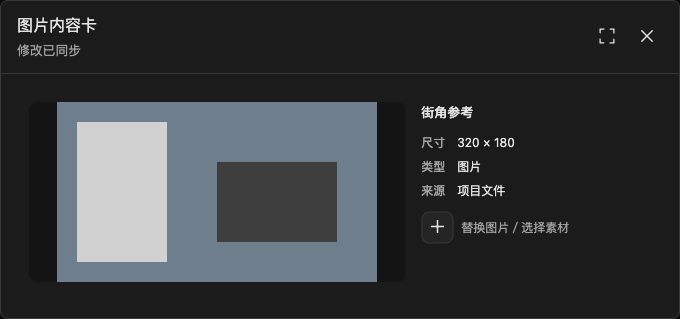 图片内容卡
修改已同步
街角参考
尺寸 320 × 180
类型 图片
来源 项目文件
替换图片 / 选择素材